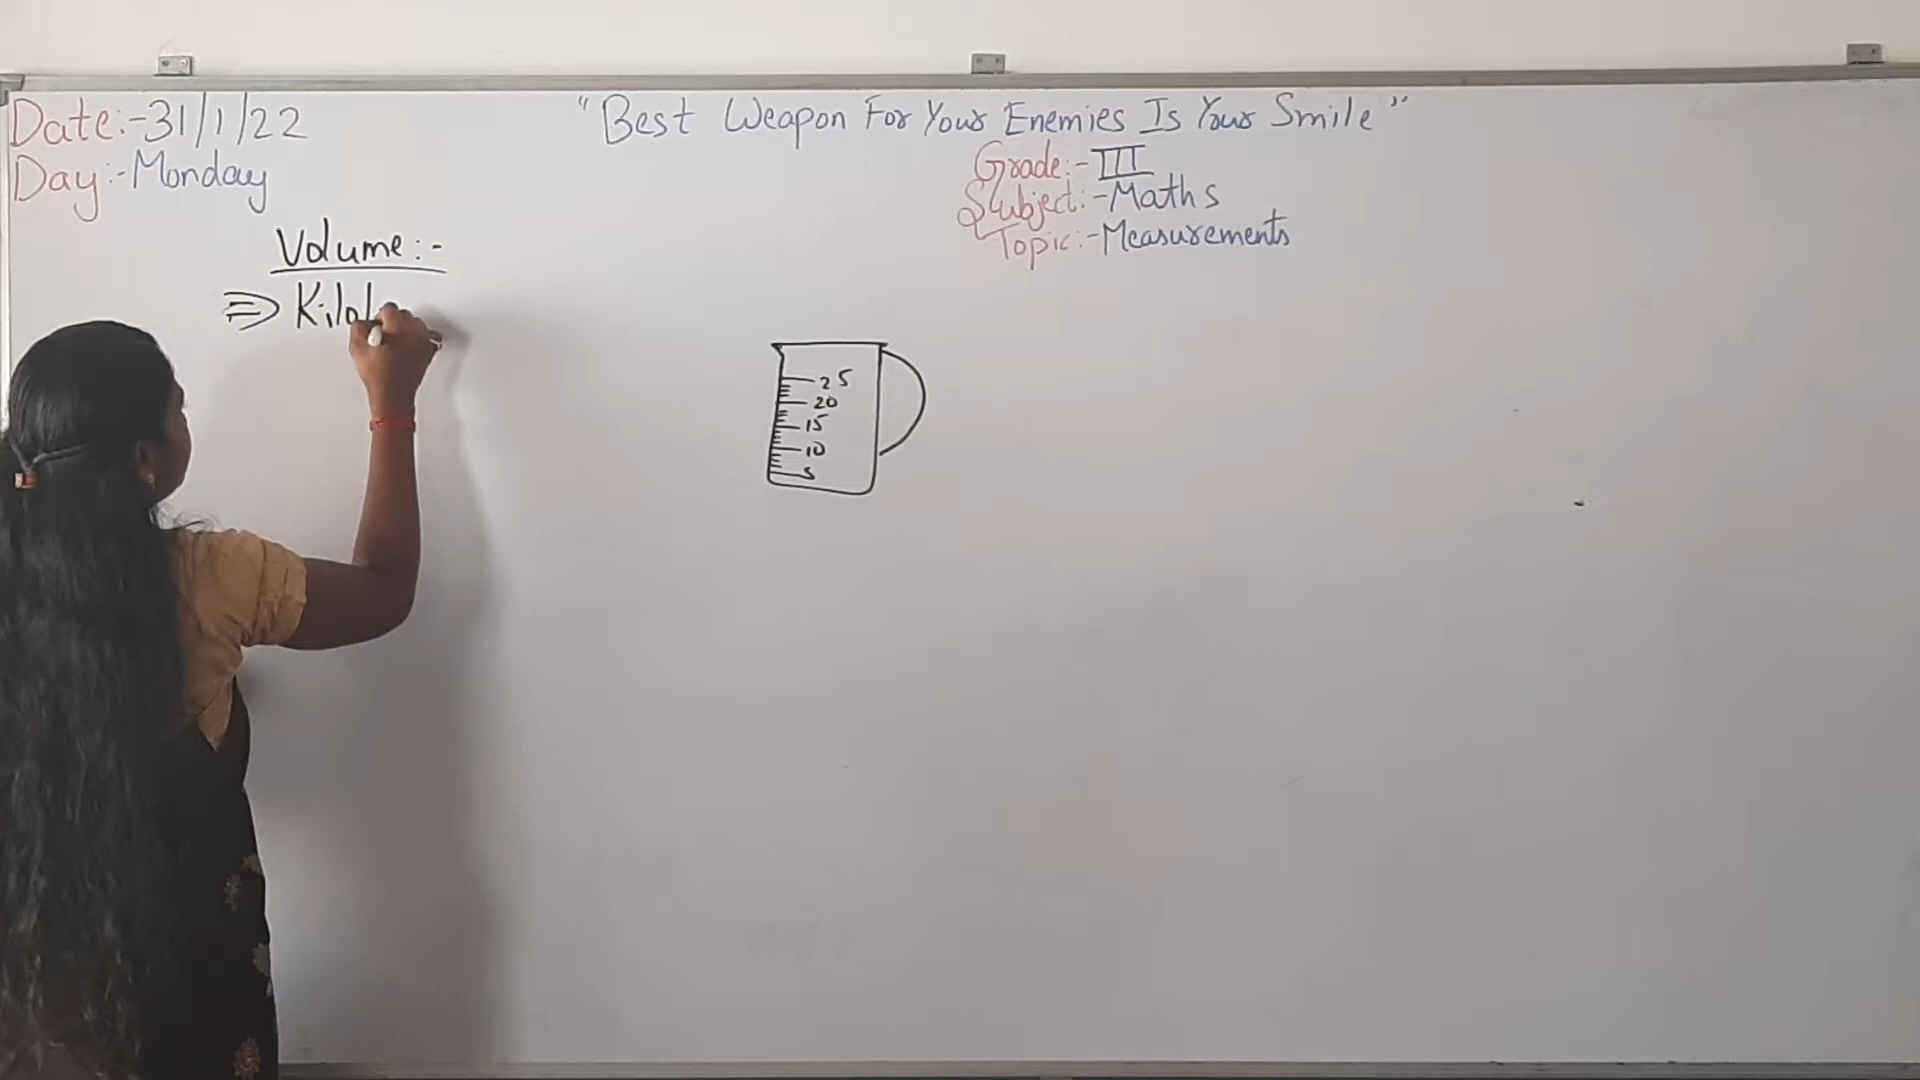 Date:-31/1/22
Day:-Monday
"Best Weapon For Your Enemies Is Your Smile"
Grade:-III
Subject:-Maths
Topic:-Measurements
Volume:-
⇒ Kilol
25
20
15
10
5